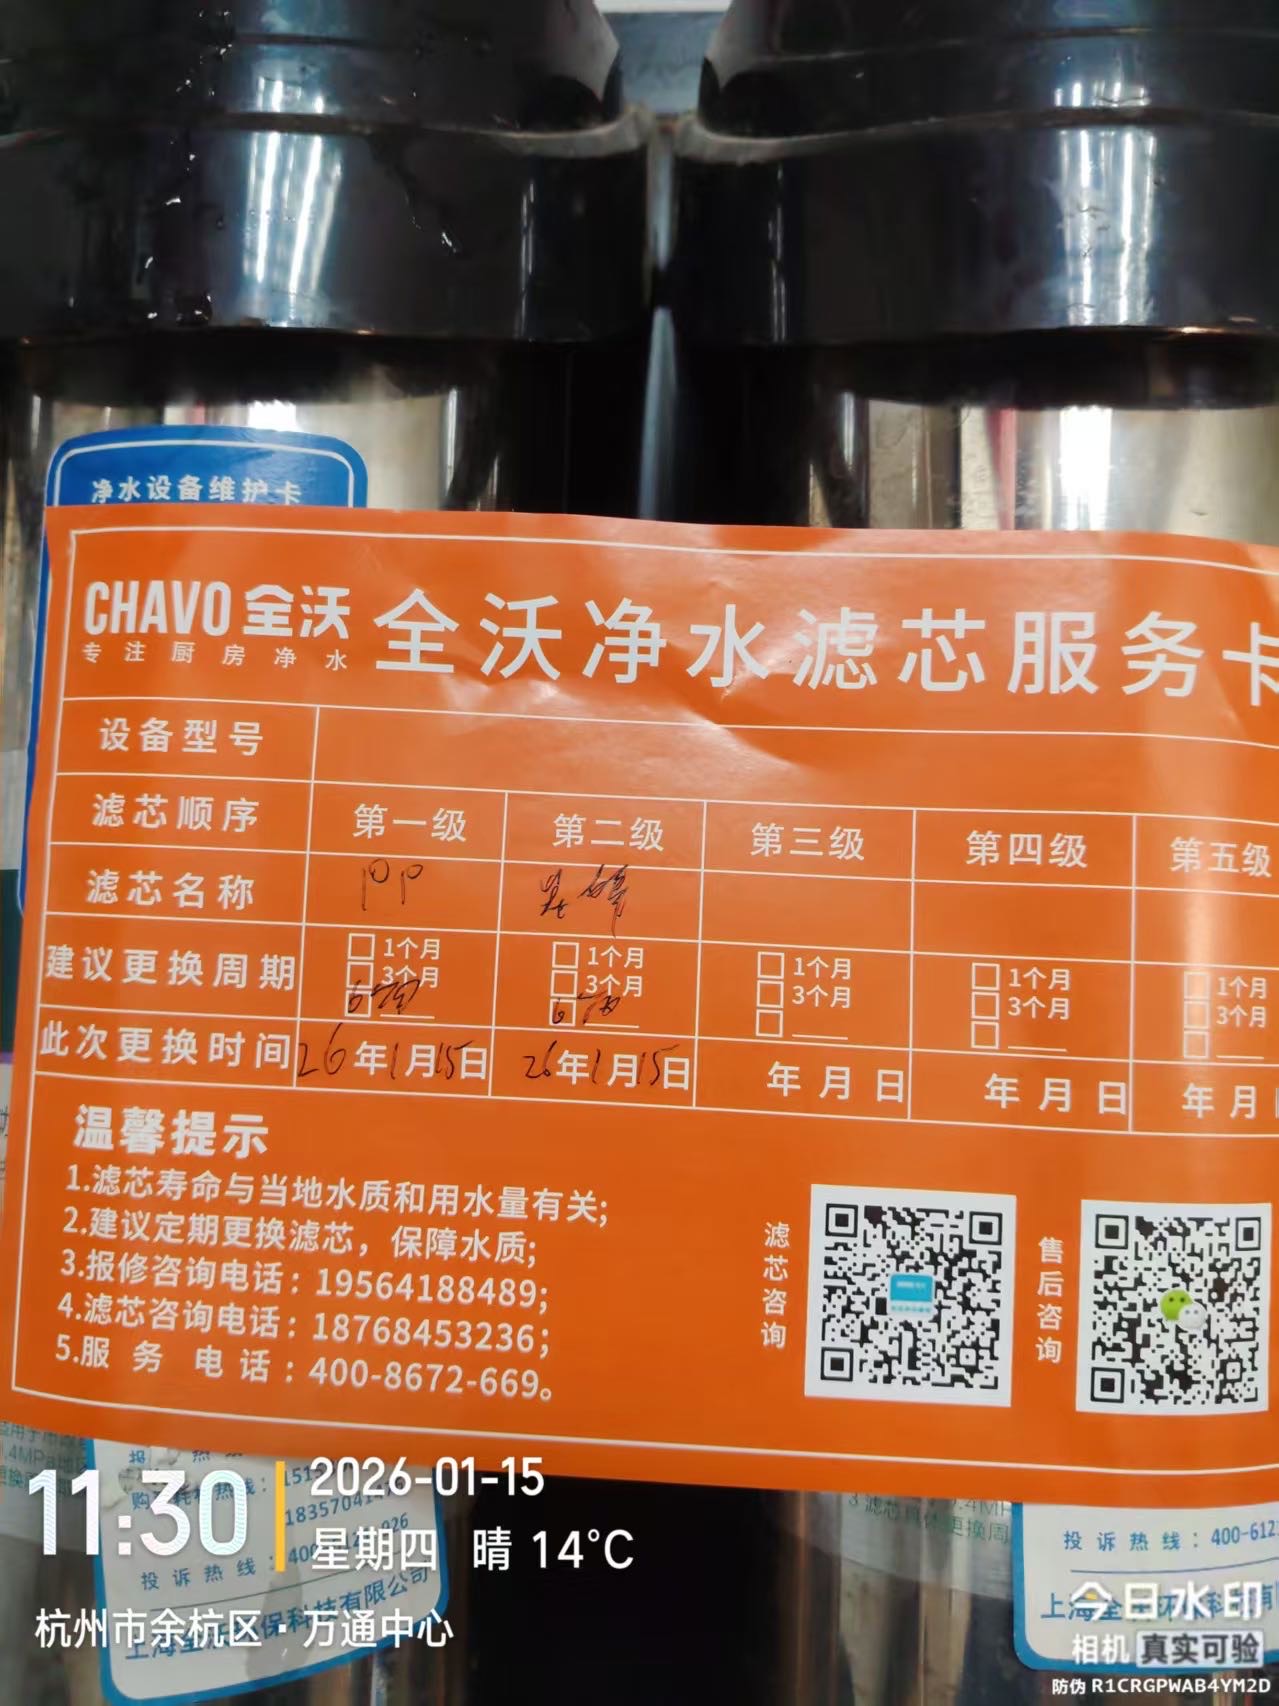 净水设备维护卡
CHAVO 全沃
专注厨房净水
全沃净水滤芯服务卡
设备型号
滤芯顺序 第一级 第二级 第三级 第四级 第五级
滤芯名称 PP
建议更换周期
1个月 1个月 1个月 1个月 1个月
3个月 3个月 3个月 3个月 3个月
6个月 6个月
此次更换时间 26年1月15日 26年1月15日 年月日 年月日 年月
温馨提示
1.滤芯寿命与当地水质和用水量有关;
2.建议定期更换滤芯，保障水质;
3.报修咨询电话：19564188489;
4.滤芯咨询电话：18768453236;
5.服务电话：400-8672-669。
滤芯咨询
售后咨询
投诉热线：
投诉热线：400-612
11:30
2026-01-15
星期四 晴 14°C
杭州市余杭区·万通中心
今日水印
相机 真实可验
防伪 R1CRGPWAB4YM2D